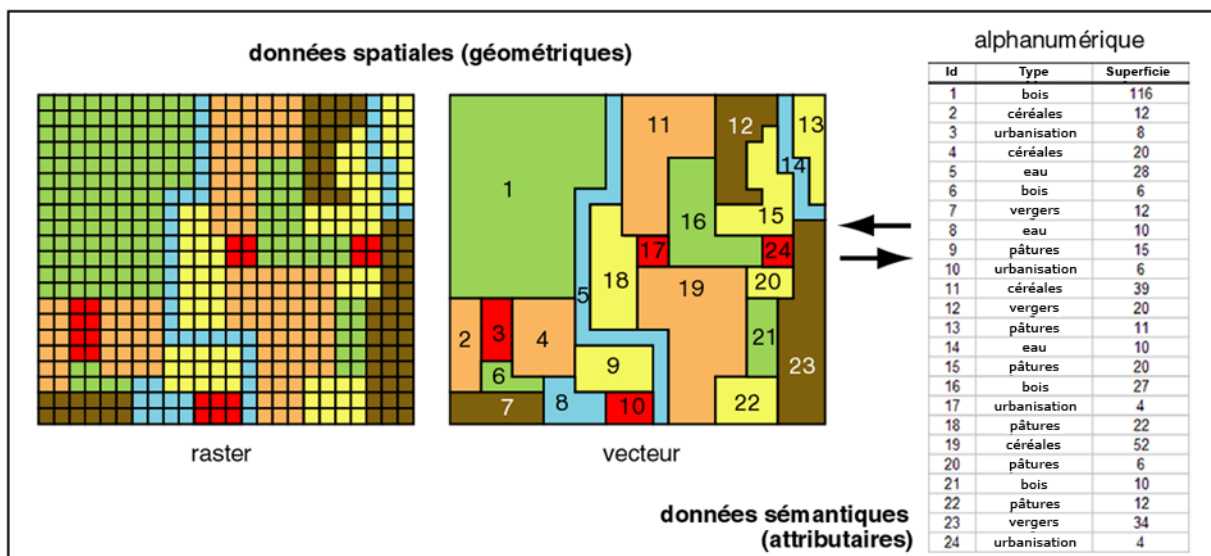 données spatiales (géométriques)
raster
1
2
3
4
5
6
7
8
9
10
11
12
13
14
15
16
17
18
19
20
21
22
23
24
vecteur
données sémantiques
(attributaires)
alphanumérique
Id Type Superficie
1 bois 116
2 céréales 12
3 urbanisation 8
4 céréales 20
5 eau 28
6 bois 6
7 vergers 12
8 eau 10
9 pâtures 15
10 urbanisation 6
11 céréales 39
12 vergers 20
13 pâtures 11
14 eau 10
15 pâtures 20
16 bois 27
17 urbanisation 4
18 pâtures 22
19 céréales 52
20 pâtures 6
21 bois 10
22 pâtures 12
23 vergers 34
24 urbanisation 4